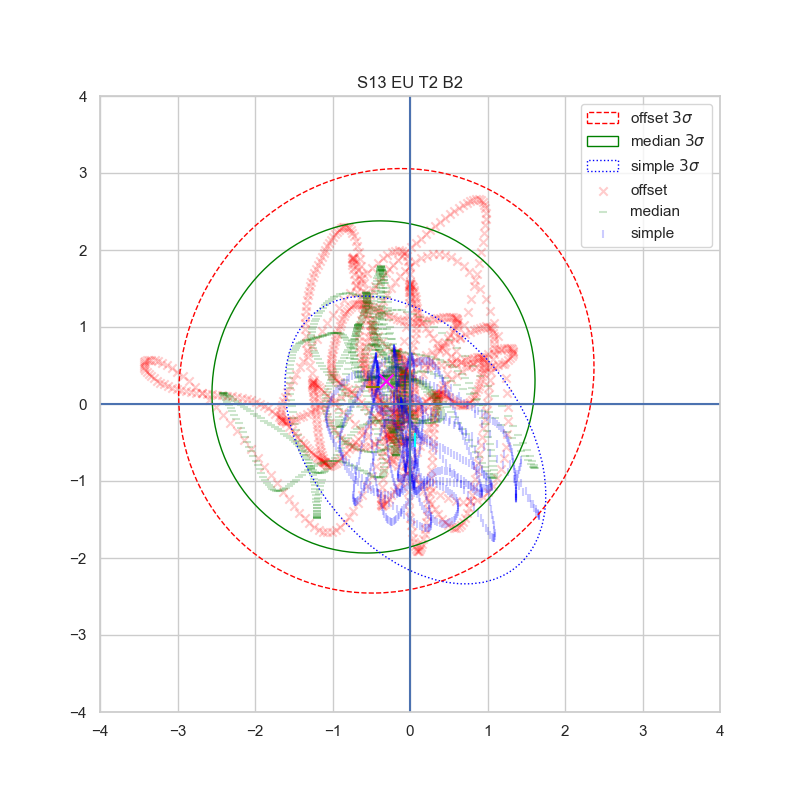 S13 EU T2 B2
offset 3σ
median 3σ
simple 3σ
offset
median
simple
4
3
2
1
0
−1
−2
−3
−4
−4 −3 −2 −1 0 1 2 3 4